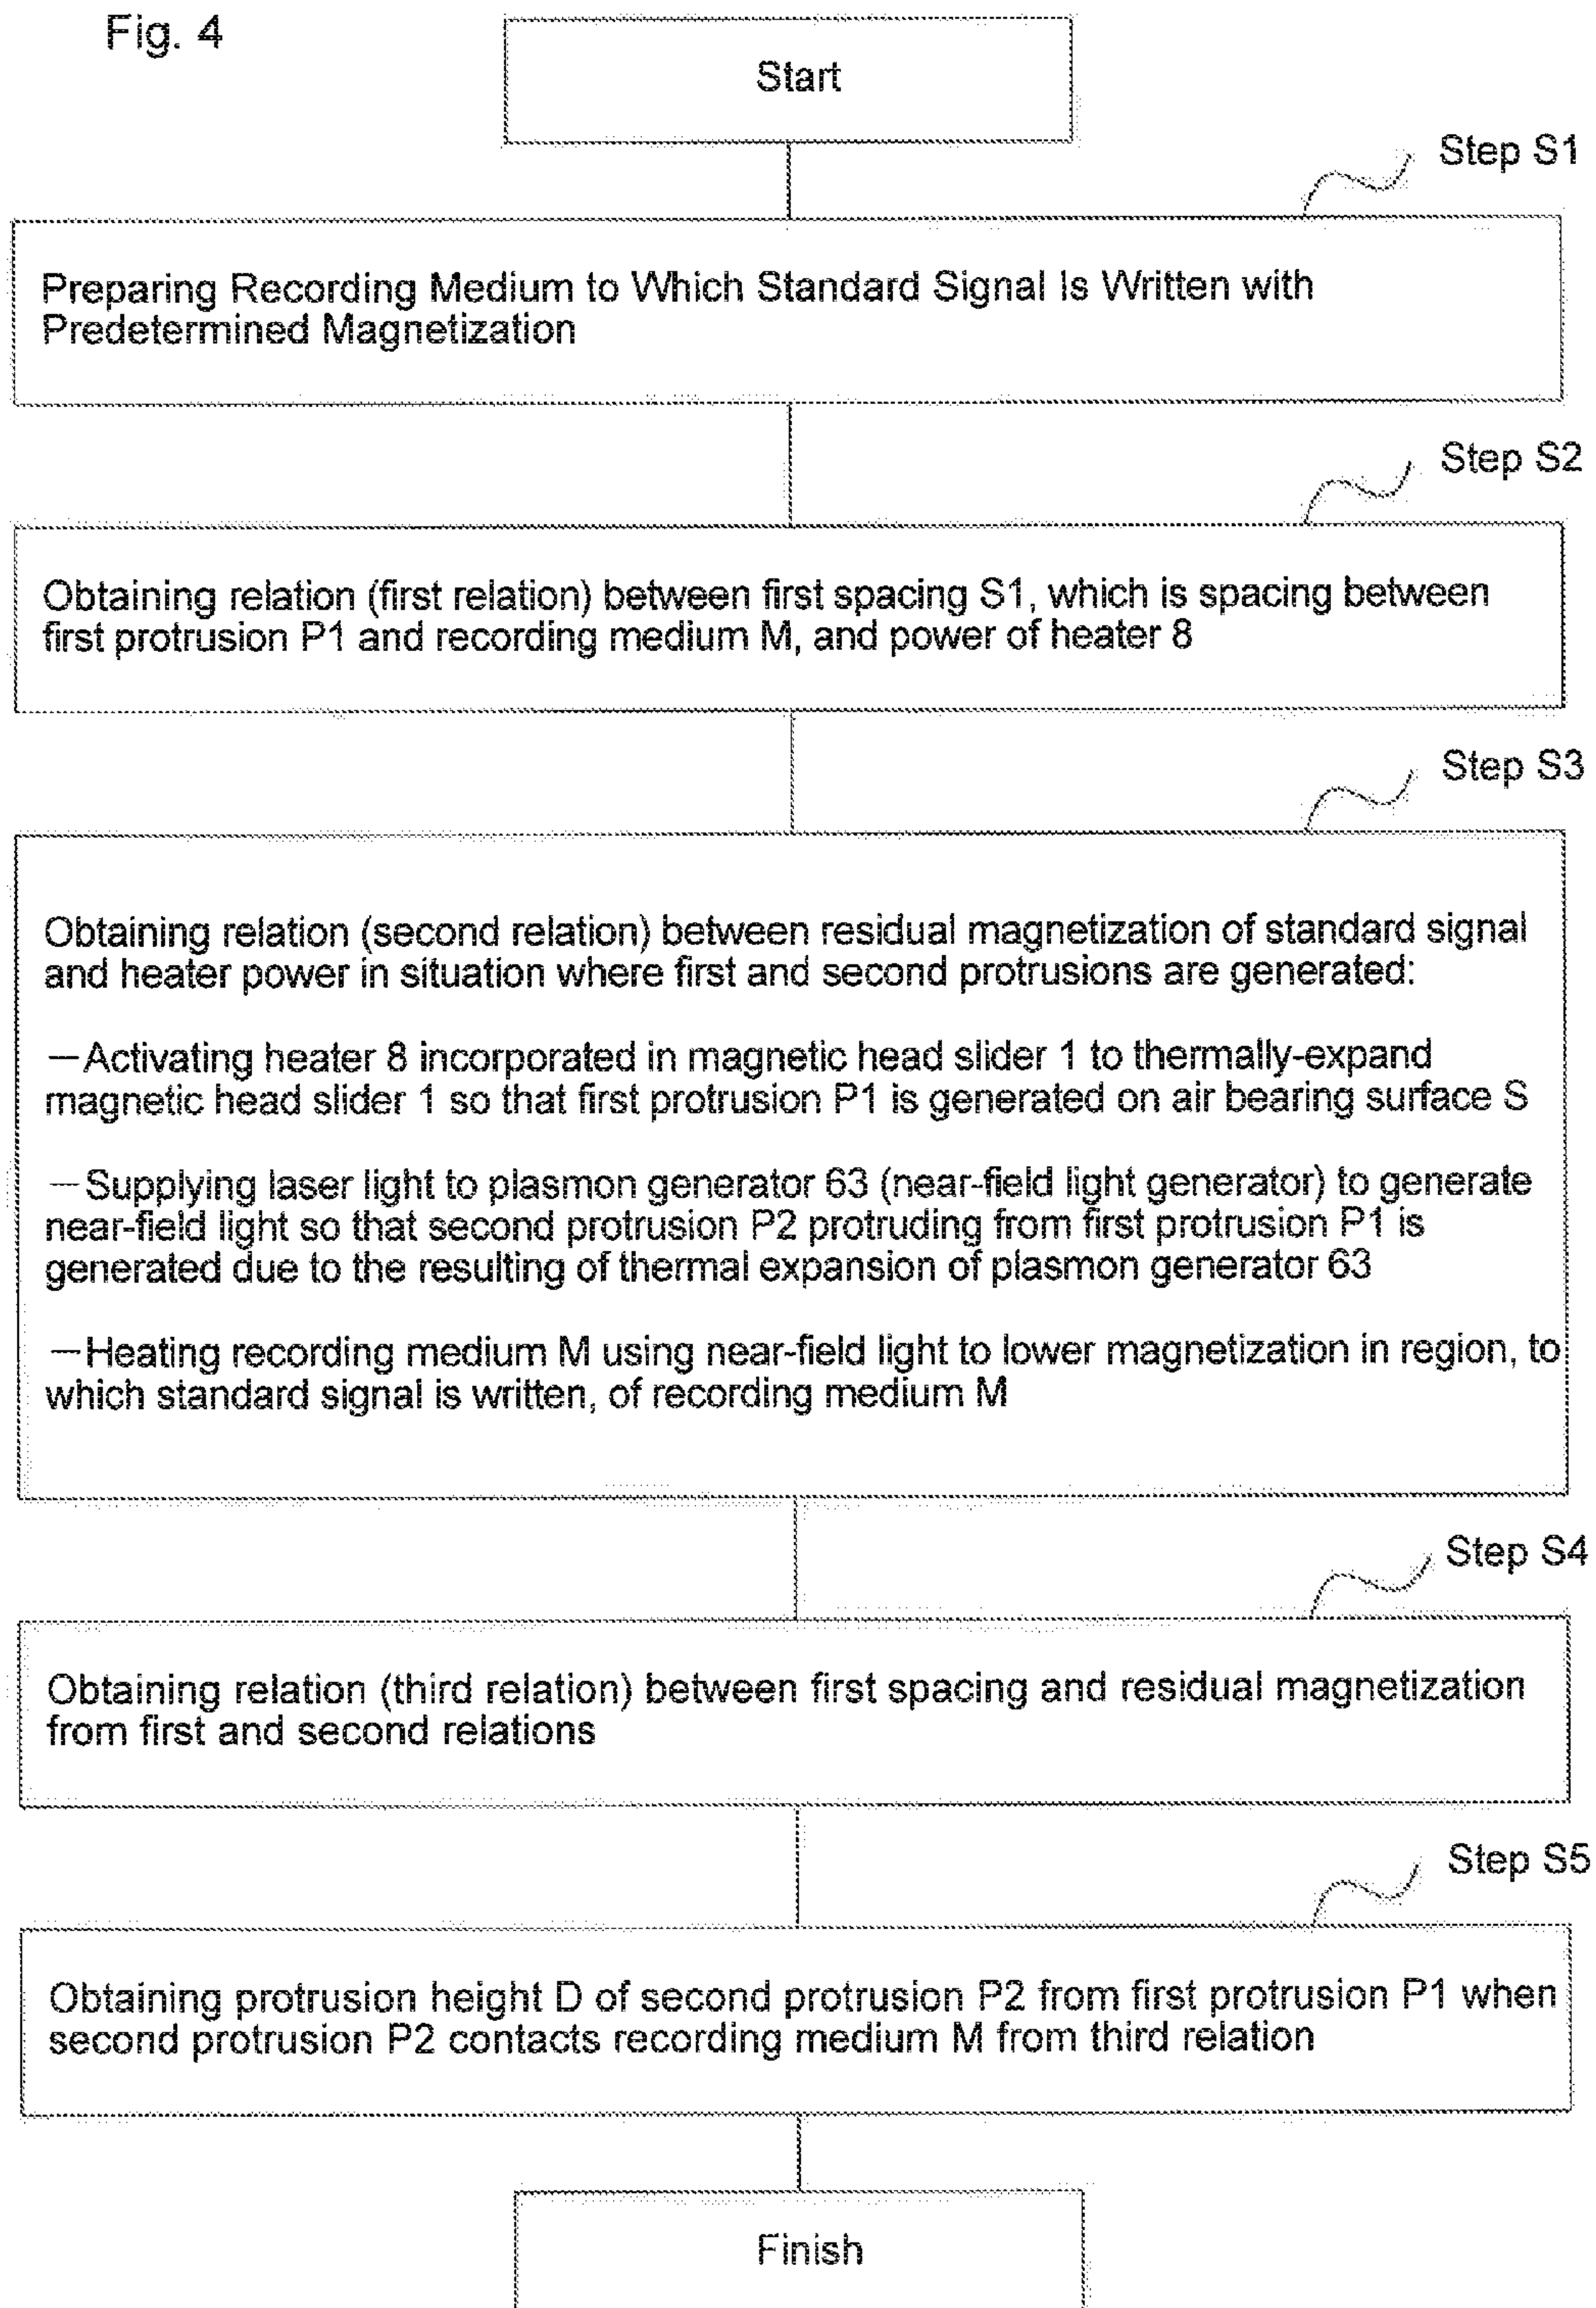 Fig. 4
Start
Step S1
Preparing Recording Medium to Which Standard Signal Is Written with
Predetermined Magnetization
Step S2
Obtaining relation (first relation) between first spacing S1, which is spacing between
first protrusion P1 and recording medium M, and power of heater 8
Step S3
Obtaining relation (second relation) between residual magnetization of standard signal
and heater power in situation where first and second protrusions are generated:
—Activating heater 8 incorporated in magnetic head slider 1 to thermally-expand
magnetic head slider 1 so that first protrusion P1 is generated on air bearing surface S
—Supplying laser light to plasmon generator 63 (near-field light generator) to generate
near-field light so that second protrusion P2 protruding from first protrusion P1 is
generated due to the resulting of thermal expansion of plasmon generator 63
—Heating recording medium M using near-field light to lower magnetization in region, to
which standard signal is written, of recording medium M
Step S4
Obtaining relation (third relation) between first spacing and residual magnetization
from first and second relations
Step S5
Obtaining protrusion height D of second protrusion P2 from first protrusion P1 when
second protrusion P2 contacts recording medium M from third relation
Finish